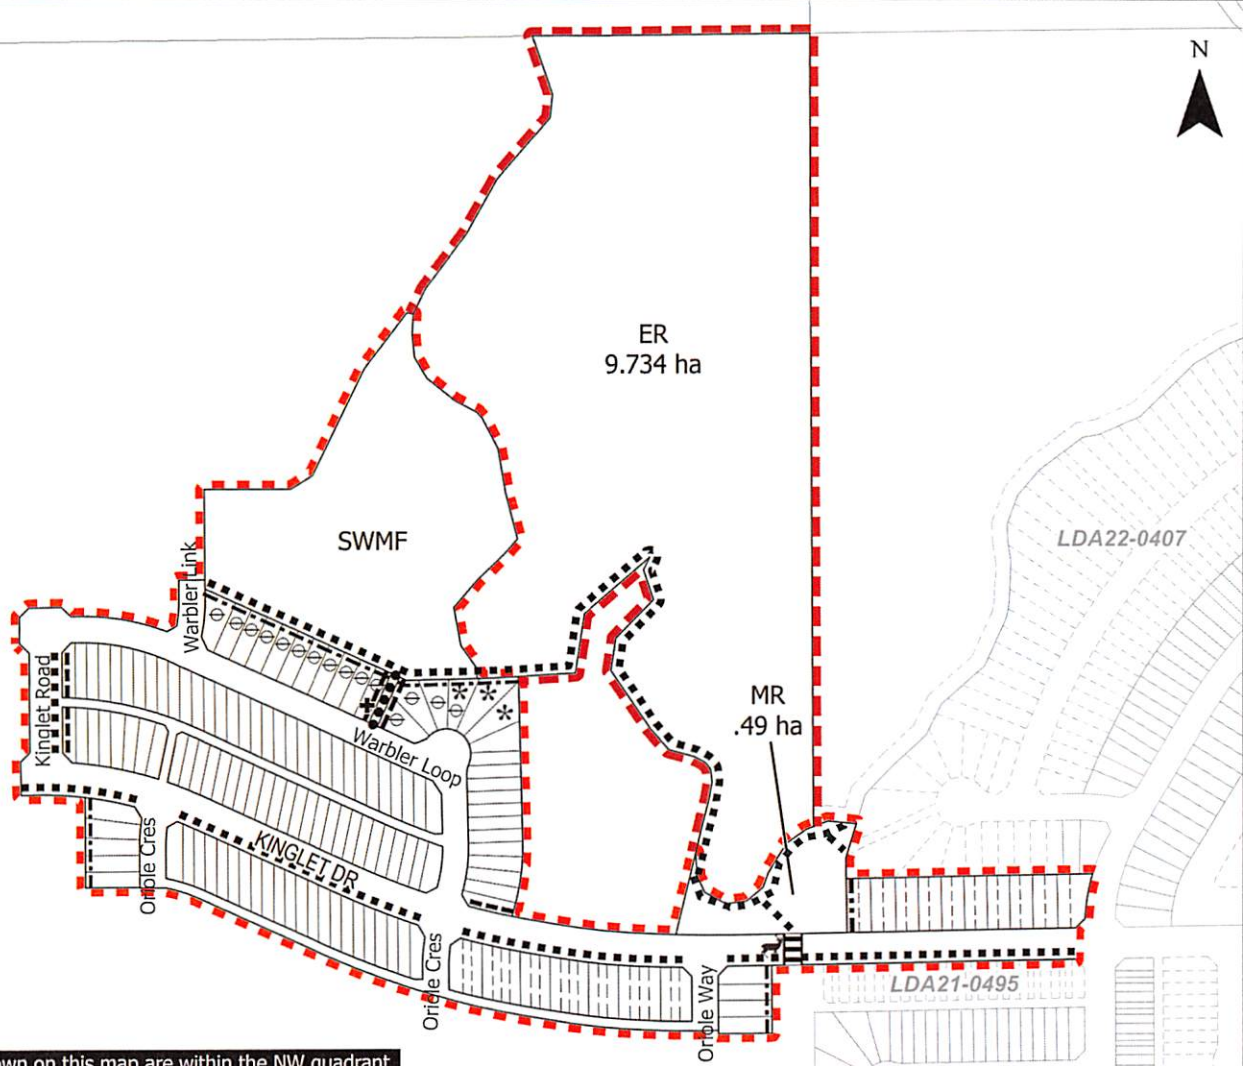 N
ER
9.734 ha
LDA22-0407
SWMF
Warbler Link
Kinglet Road
MR
.49 ha
Warbler Loop
KINGLET DR
Oriole Cres
Oriole Cres
Oriole Way
LDA21-0495
own on this map are within the NW quadrant